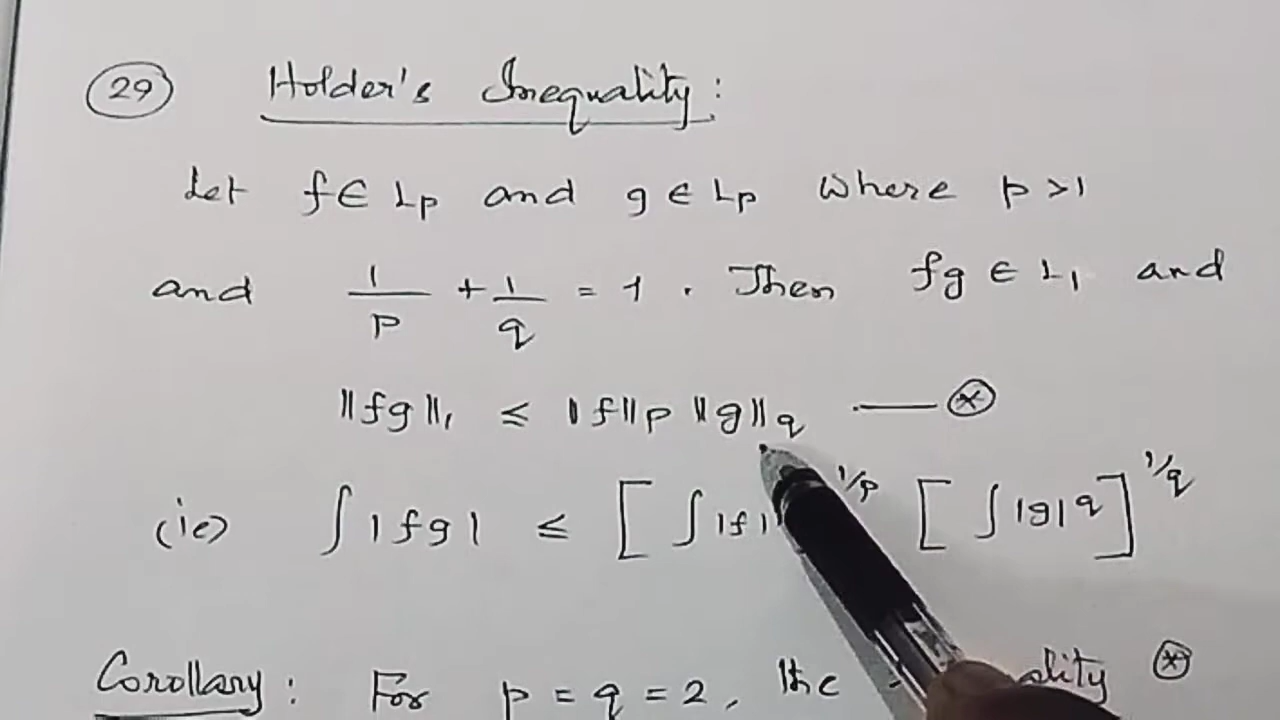 29 Holder's Inequality:
Let f ∈ Lp and g ∈ Lp where p > 1
and 1/p + 1/q = 1 . Then fg ∈ L₁ and
‖fg‖₁ ≤ ‖f‖p ‖g‖q —— ⊛
(ie) ∫ |fg| ≤ [ ∫ |f| 1/p [ ∫ |g|^q ]^1/q
Corollary : For p = q = 2, the ⊛